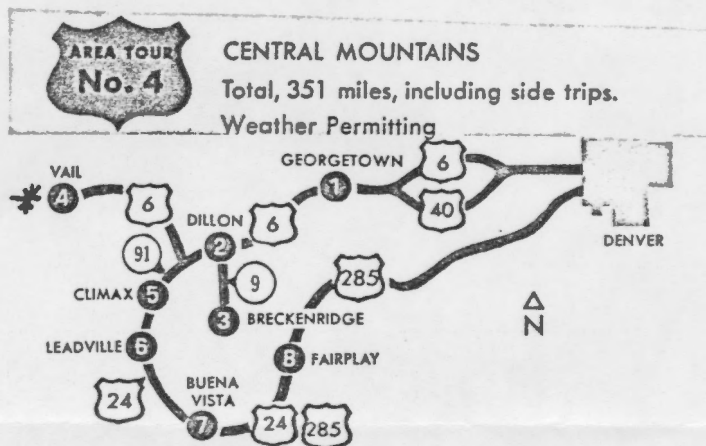 AREA TOUR
No. 4
CENTRAL MOUNTAINS
Total, 351 miles, including side trips.
Weather Permitting
GEORGETOWN
6
VAIL
1
* 4
6
DILLON
6
40
2
DENVER
91
285
9
CLIMAX
5
3
BRECKENRIDGE
N
LEADVILLE
6
8
FAIRPLAY
BUENA
VISTA
24
7
24
285